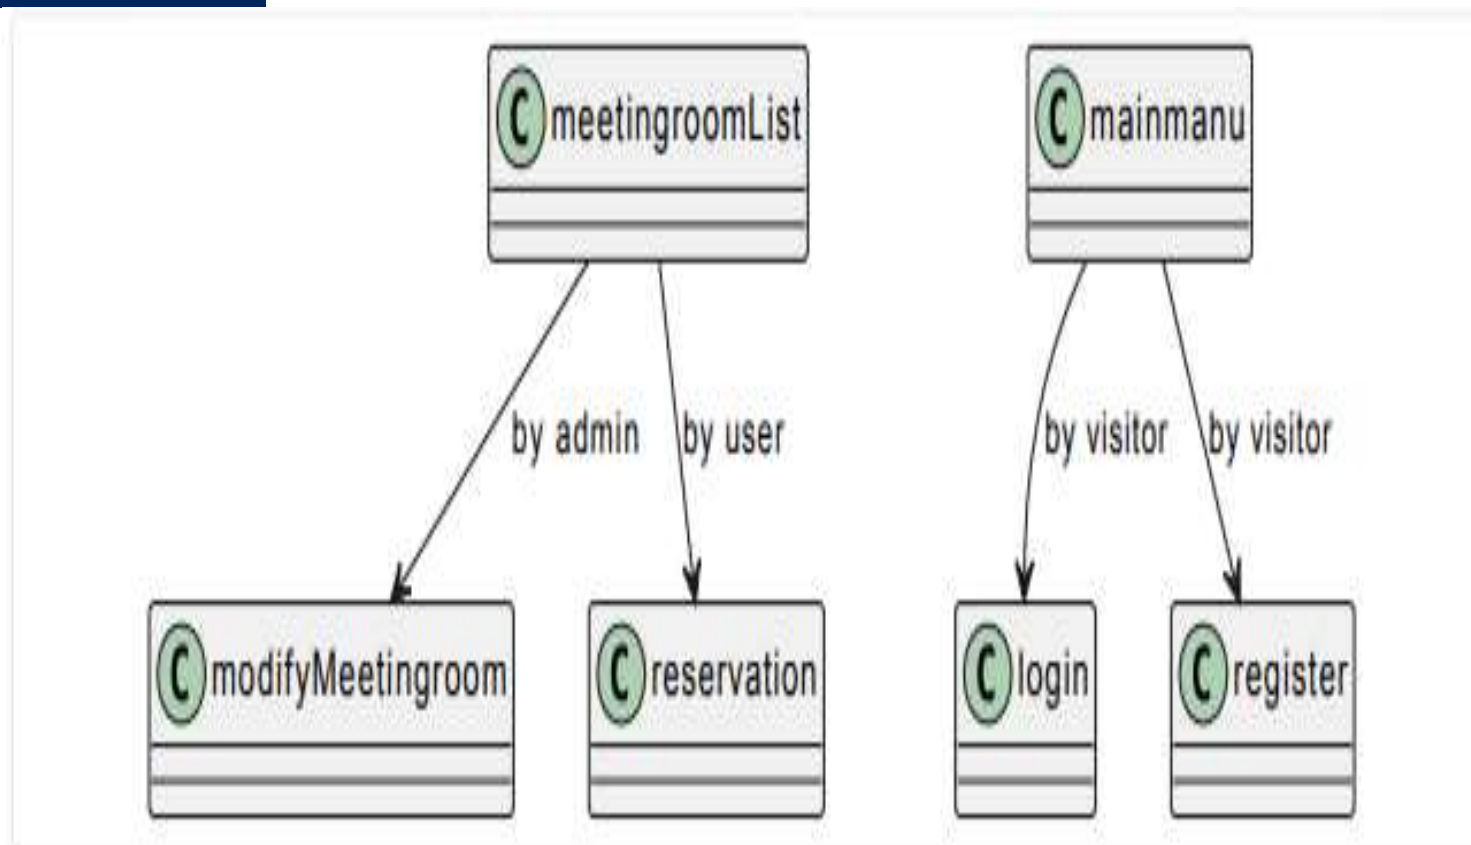 C meetingroomList
C mainmanu
by admin
by user
by visitor
by visitor
C modifyMeetingroom
C reservation
C login
C register